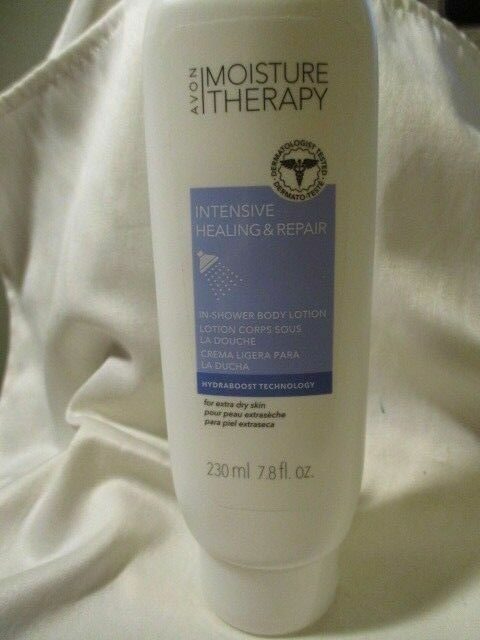 AVON
MOISTURE
THERAPY
DERMATOLOGIST TESTED
DERMATO-TESTÉ
INTENSIVE
HEALING & REPAIR
IN-SHOWER BODY LOTION
LOTION CORPS SOUS
LA DOUCHE
CREMA LIGERA PARA
LA DUCHA
HYDRABOOST TECHNOLOGY
for extra dry skin
pour peau extrasèche
para piel extraseca
230 ml 7.8 fl. oz.